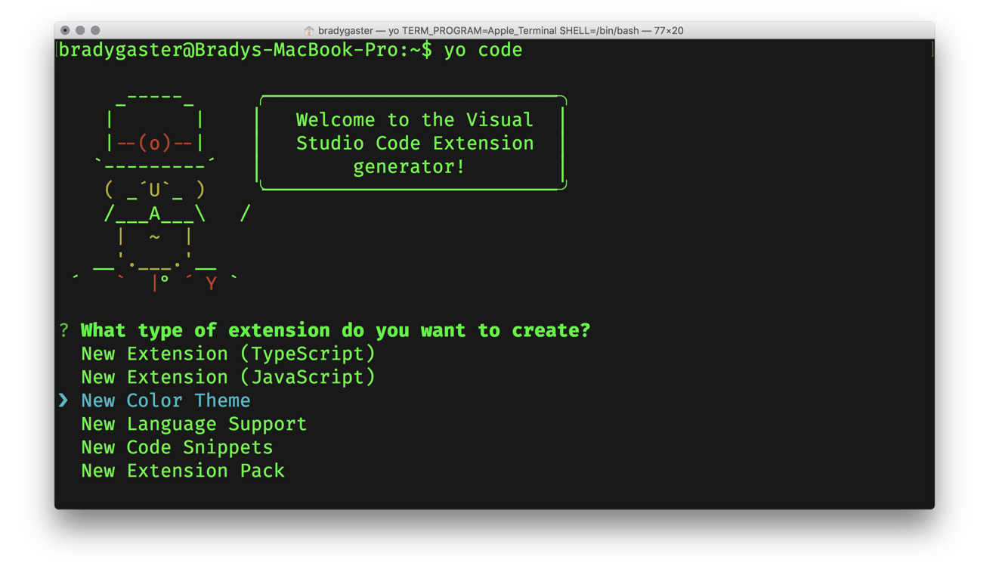 bradygaster — yo TERM_PROGRAM=Apple_Terminal SHELL=/bin/bash — 77×20
bradygaster@Bradys-MacBook-Pro:~$ yo code
Welcome to the Visual
Studio Code Extension
generator!
--(o)--
( _´U`_ )
/___A___\ /
| ~ |
'.___.'
` |° ´ Y `
? What type of extension do you want to create?
New Extension (TypeScript)
New Extension (JavaScript)
❯ New Color Theme
New Language Support
New Code Snippets
New Extension Pack